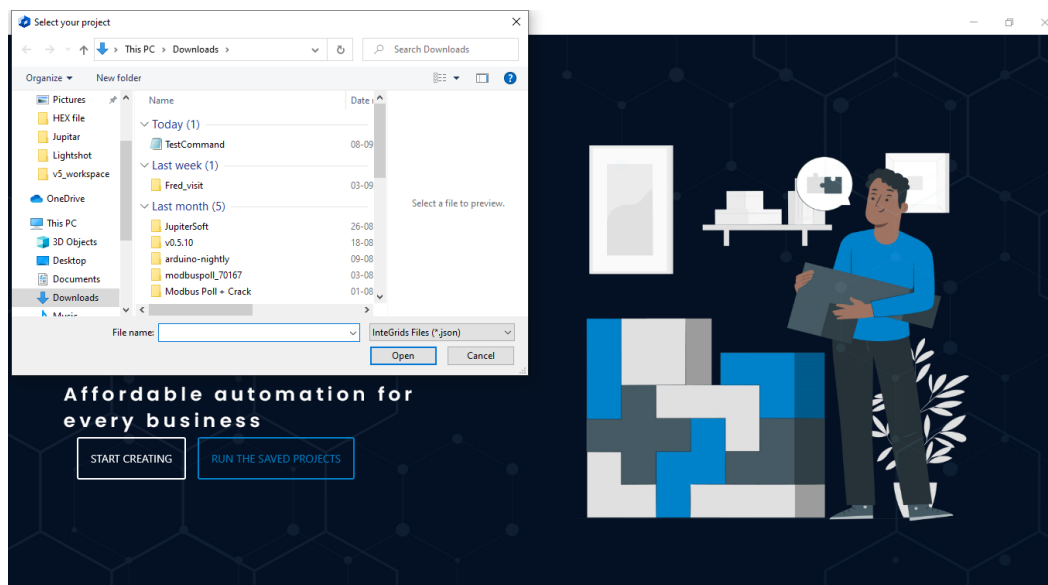 Select your project
This PC > Downloads >
Search Downloads
Organize
New folder
Pictures
HEX file
Jupitar
Lightshot
v5_workspace
OneDrive
This PC
3D Objects
Desktop
Documents
Downloads
Music
Name
Date
Today (1)
TestCommand
08-09
Last week (1)
Fred_visit
03-09
Last month (5)
JupiterSoft
26-08
v0.5.10
18-08
arduino-nightly
09-08
modbuspoll_70167
03-08
Modbus Poll + Crack
01-08
Select a file to preview.
File name:
InteGrids Files (*.json)
Open
Cancel
Affordable automation for
every business
START CREATING
RUN THE SAVED PROJECTS